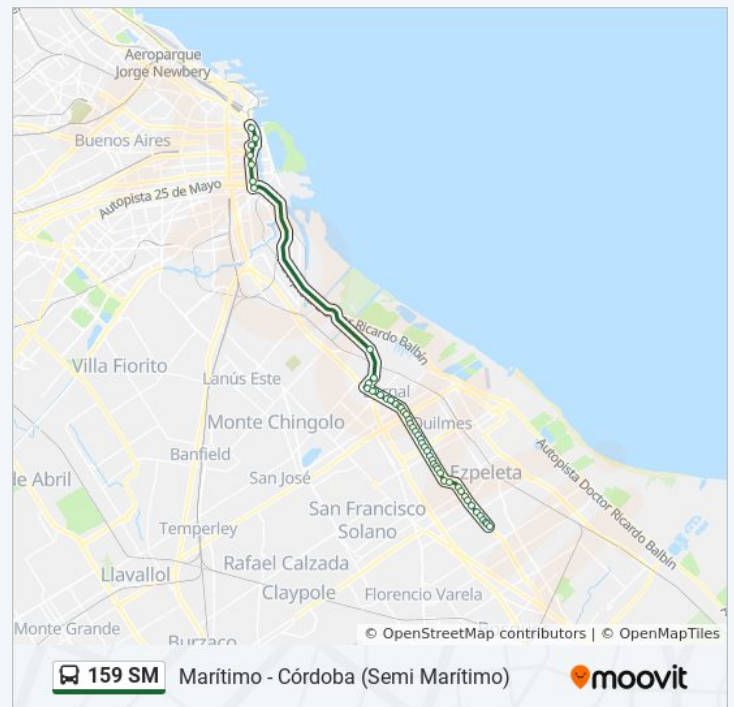 Aeroparque
Jorge Newbery
Buenos Aires
Autopista 25 de Mayo
Ricardo Balbín
Villa Fiorito
Lanús Este
Monte Chingolo
Quilmes
Banfield
de Abril
San José
Ezpeleta
Autopista Doctor Ricardo Balbín
San Francisco
Solano
Temperley
Rafael Calzada
Llavallol
Claypole
Florencio Varela
Monte Grande
Burzaco
© OpenStreetMap contributors | © OpenMapTiles
159 SM
Marítimo - Córdoba (Semi Marítimo)
moovit